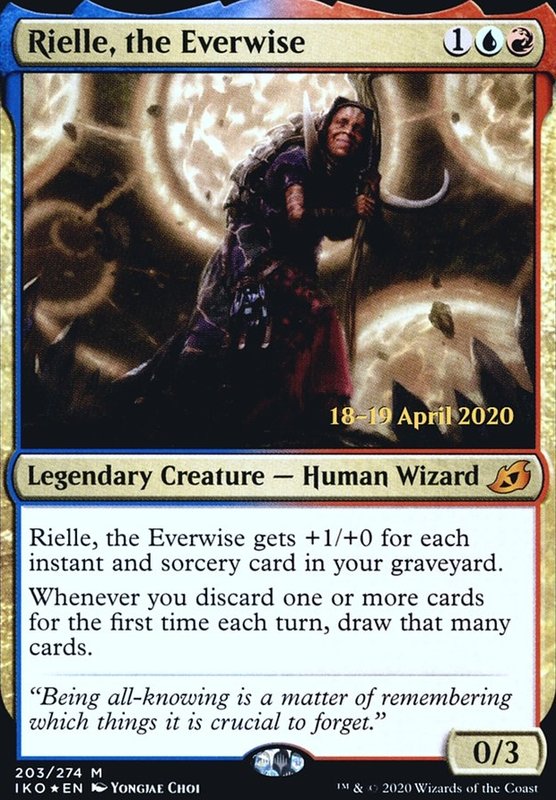 Rielle, the Everwise 1
18-19 April 2020
Legendary Creature — Human Wizard
Rielle, the Everwise gets +1/+0 for each
instant and sorcery card in your graveyard.
Whenever you discard one or more cards
for the first time each turn, draw that many
cards.
“Being all-knowing is a matter of remembering
which things it is crucial to forget.”
0/3
203/274 M
IKO★EN Yongjae Choi
™ & © 2020 Wizards of the Coast